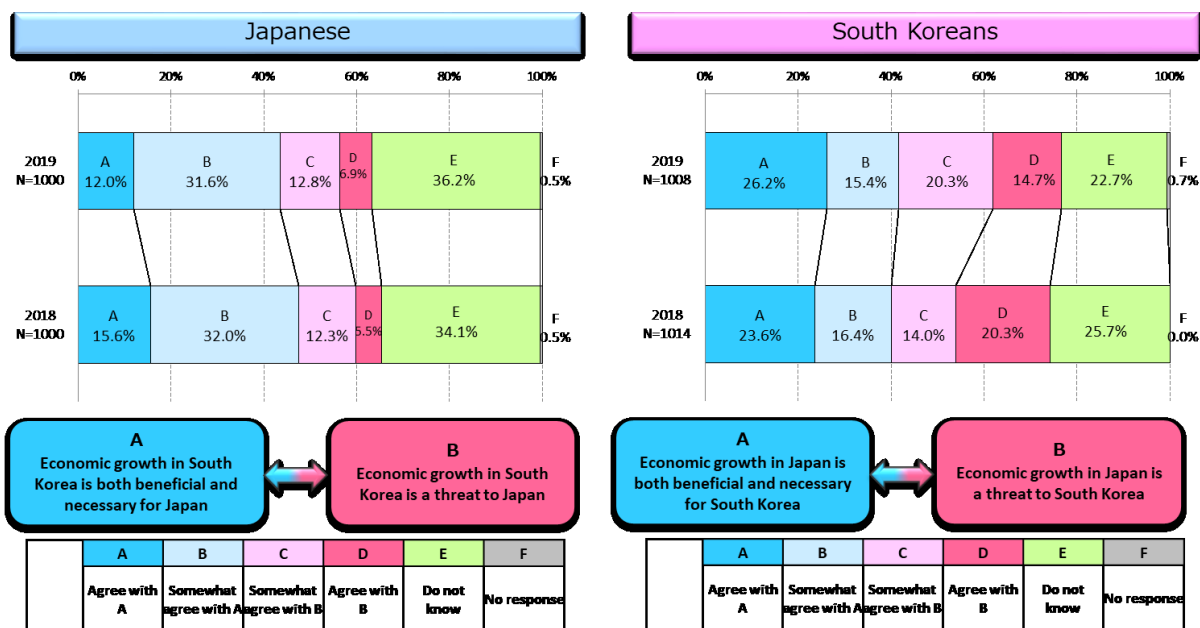 Japanese
0% 20% 40% 60% 80% 100%
2019
N=1000
A
12.0%
B
31.6%
C
12.8%
D
6.9%
E
36.2%
F
0.5%
2018
N=1000
A
15.6%
B
32.0%
C
12.3%
D
5.5%
E
34.1%
F
0.5%
A
Economic growth in South
Korea is both beneficial and
necessary for Japan
B
Economic growth in South
Korea is a threat to Japan
A B C D E F
Agree with
A
Somewhat
agree with A
Somewhat
agree with B
Agree with
B
Do not
know
No response
South Koreans
0% 20% 40% 60% 80% 100%
2019
N=1008
A
26.2%
B
15.4%
C
20.3%
D
14.7%
E
22.7%
F
0.7%
2018
N=1014
A
23.6%
B
16.4%
C
14.0%
D
20.3%
E
25.7%
F
0.0%
A
Economic growth in Japan is
both beneficial and necessary
for South Korea
B
Economic growth in Japan is
a threat to South Korea
A B C D E F
Agree with
A
Somewhat
agree with A
Somewhat
agree with B
Agree with
B
Do not
know
No response